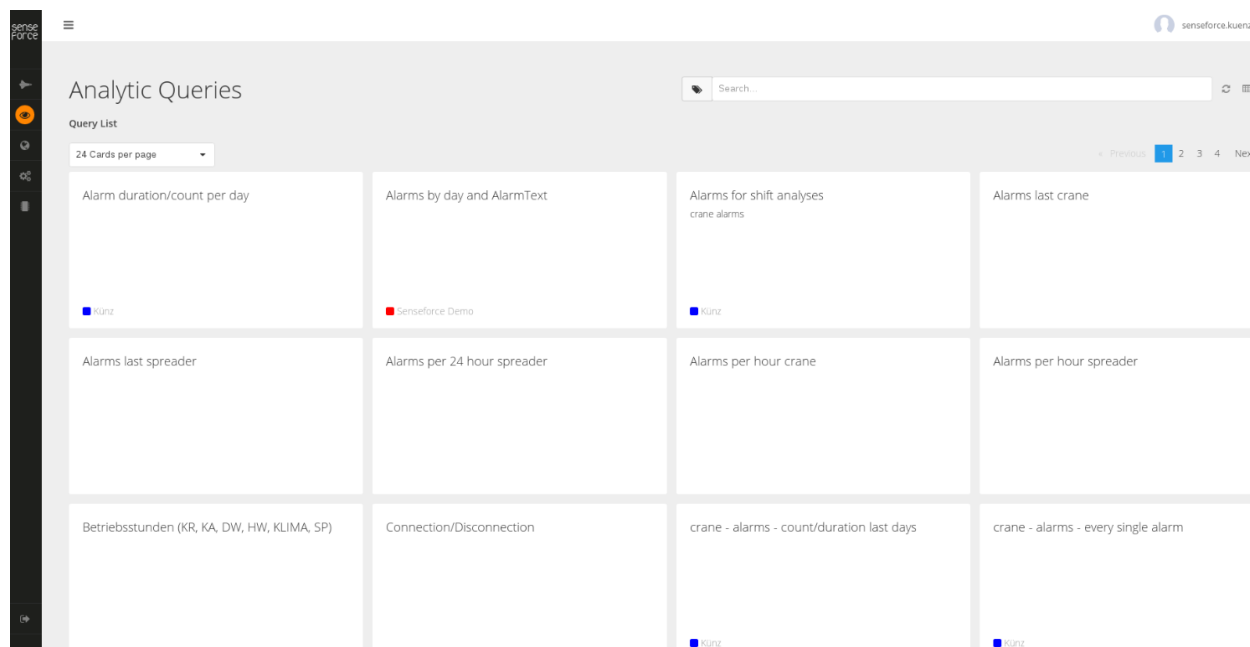 sense
Force
senseforce.kuenz
Analytic Queries
Search...
Query List
24 Cards per page
« Previous 1 2 3 4 Nex
Alarm duration/count per day
Künz
Alarms by day and AlarmText
Senseforce Demo
Alarms for shift analyses
crane alarms
Künz
Alarms last crane
Alarms last spreader
Alarms per 24 hour spreader
Alarms per hour crane
Alarms per hour spreader
Betriebsstunden (KR, KA, DW, HW, KLIMA, SP)
Connection/Disconnection
crane - alarms - count/duration last days
Künz
crane - alarms - every single alarm
Künz